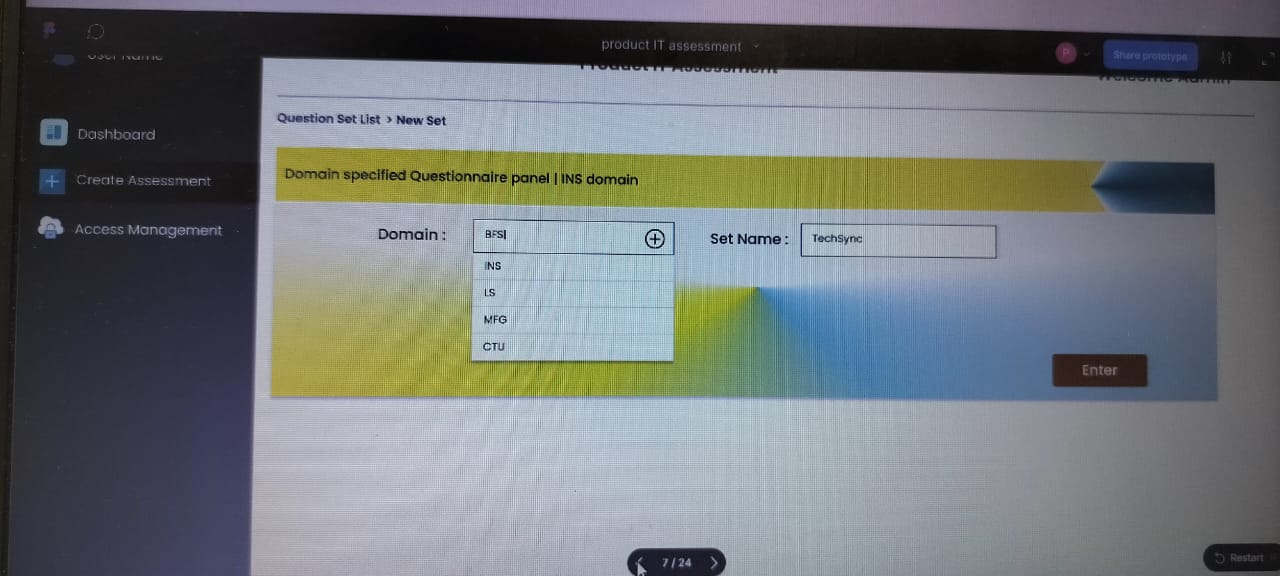 product IT assessment
P
Share prototype
User Name
Product IT Assessment
Welcome Admin
Dashboard
Create Assessment
Access Management
Question Set List > New Set
Domain specified Questionnaire panel | INS domain
Domain :
BFSI
Set Name :
TechSync
INS
LS
MFG
CTU
Enter
7 / 24
Restart